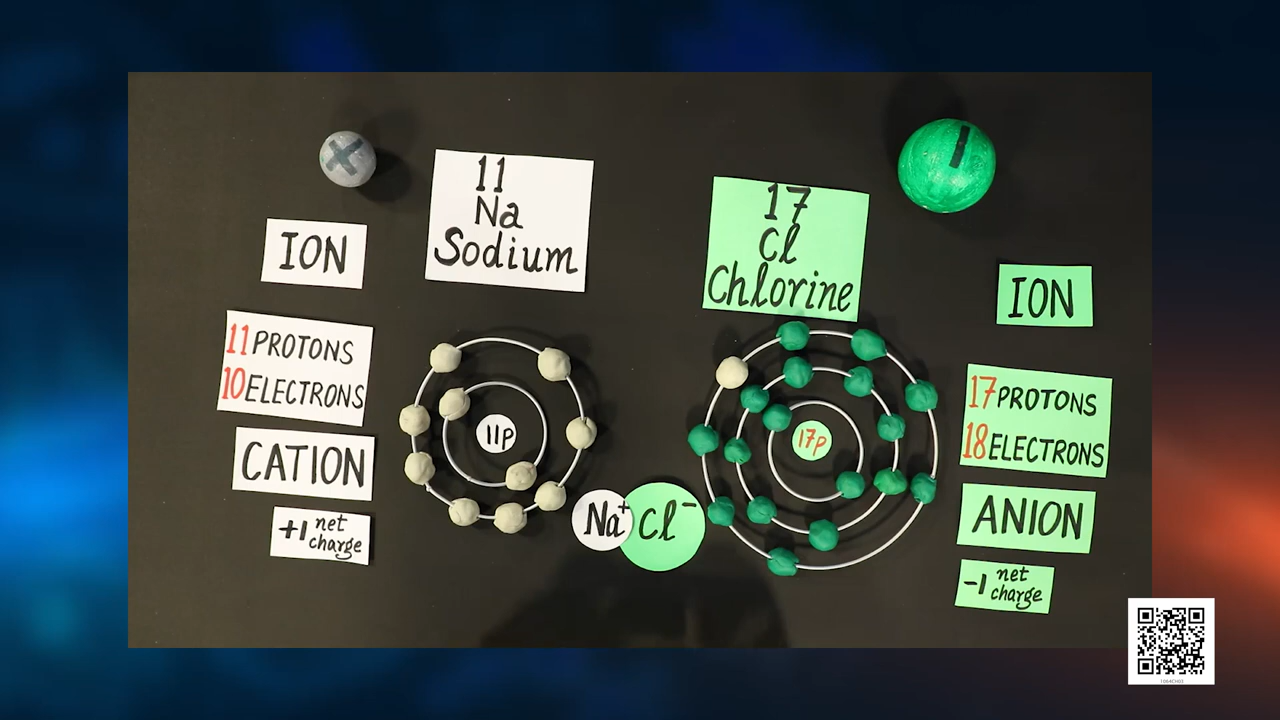 11
Na
Sodium
17
Cl
Chlorine
ION
11 PROTONS
10 ELECTRONS
CATION
+1 net charge
11p
17p
Na+
Cl-
ION
17 PROTONS
18 ELECTRONS
ANION
-1 net charge